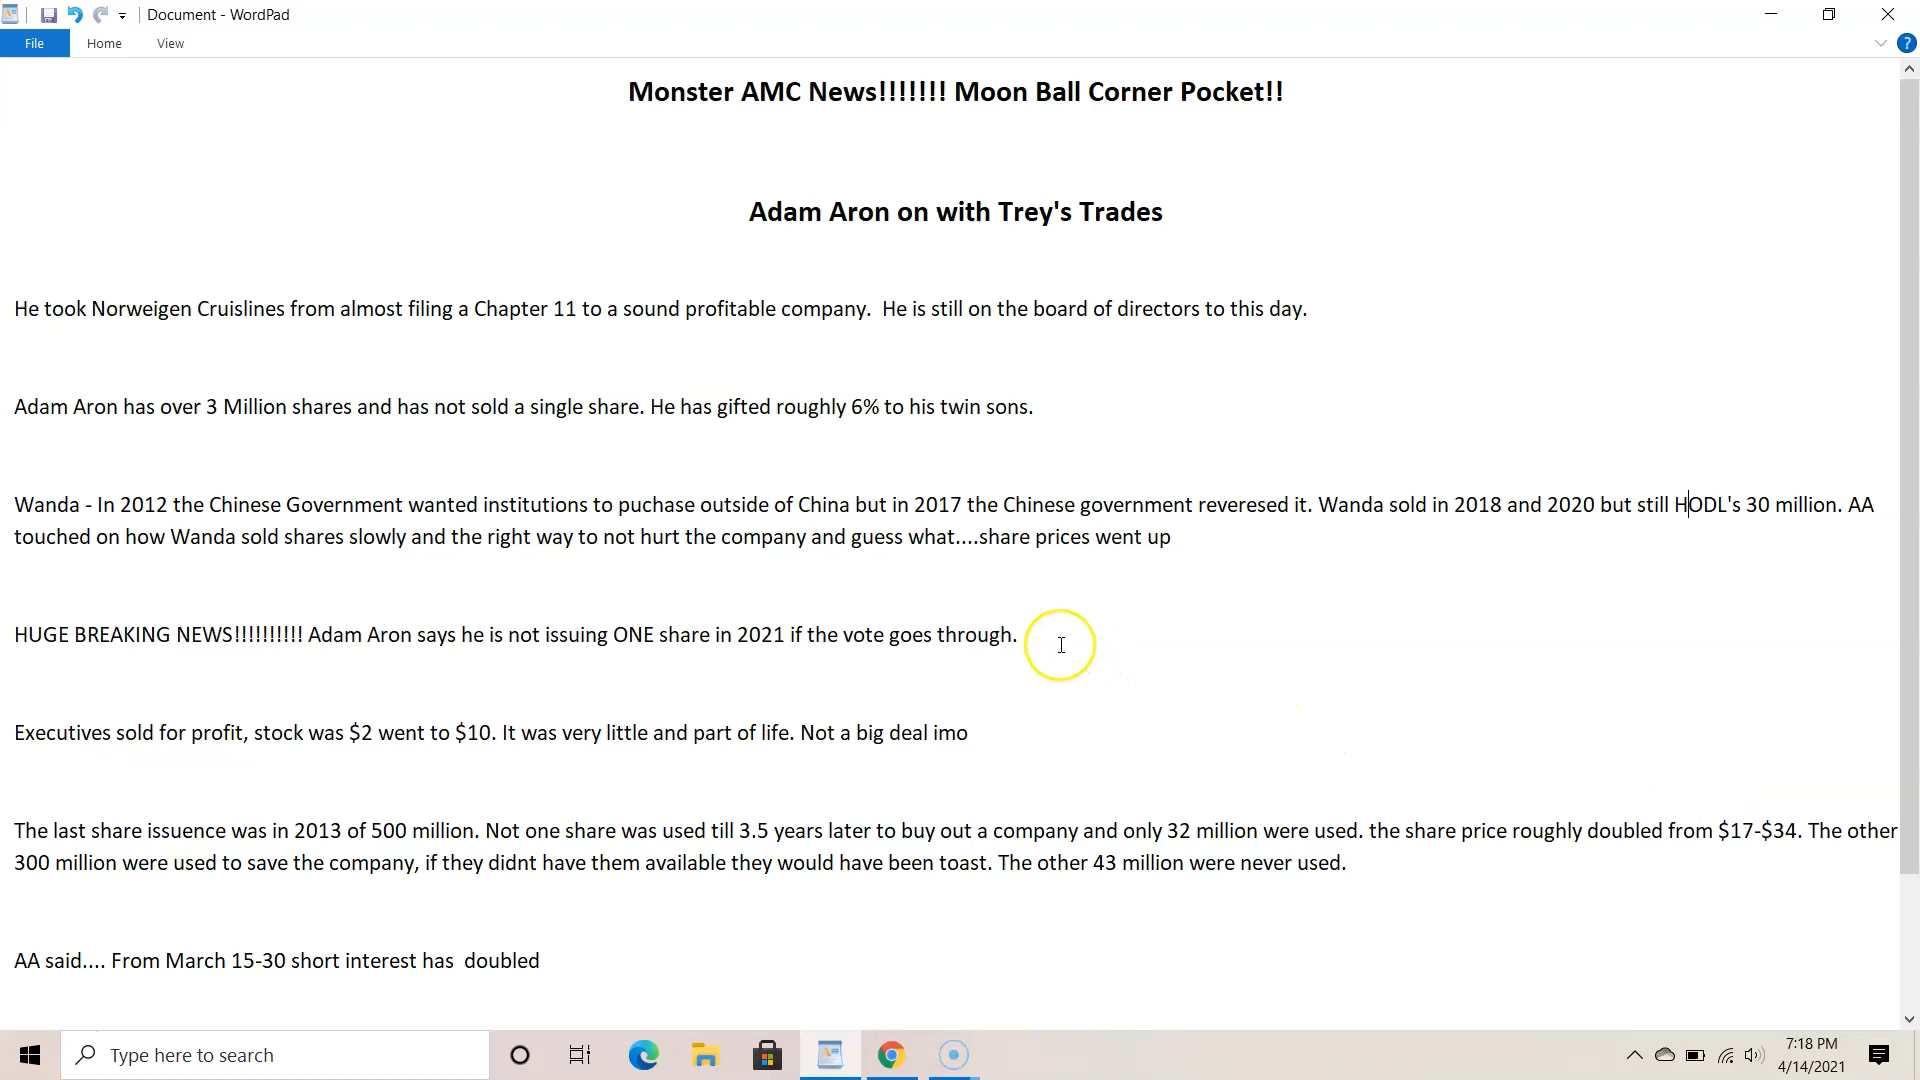 Document - WordPad
File Home View
Monster AMC News!!!!!!! Moon Ball Corner Pocket!!
Adam Aron on with Trey's Trades
He took Norweigen Cruislines from almost filing a Chapter 11 to a sound profitable company.  He is still on the board of directors to this day.
Adam Aron has over 3 Million shares and has not sold a single share. He has gifted roughly 6% to his twin sons.
Wanda - In 2012 the Chinese Government wanted institutions to puchase outside of China but in 2017 the Chinese government reveresed it. Wanda sold in 2018 and 2020 but still HODL's 30 million. AA
touched on how Wanda sold shares slowly and the right way to not hurt the company and guess what....share prices went up
HUGE BREAKING NEWS!!!!!!!!!! Adam Aron says he is not issuing ONE share in 2021 if the vote goes through.
Executives sold for profit, stock was $2 went to $10. It was very little and part of life. Not a big deal imo
The last share issuence was in 2013 of 500 million. Not one share was used till 3.5 years later to buy out a company and only 32 million were used. the share price roughly doubled from $17-$34. The other
300 million were used to save the company, if they didnt have them available they would have been toast. The other 43 million were never used.
AA said.... From March 15-30 short interest has  doubled
Type here to search
7:18 PM
4/14/2021